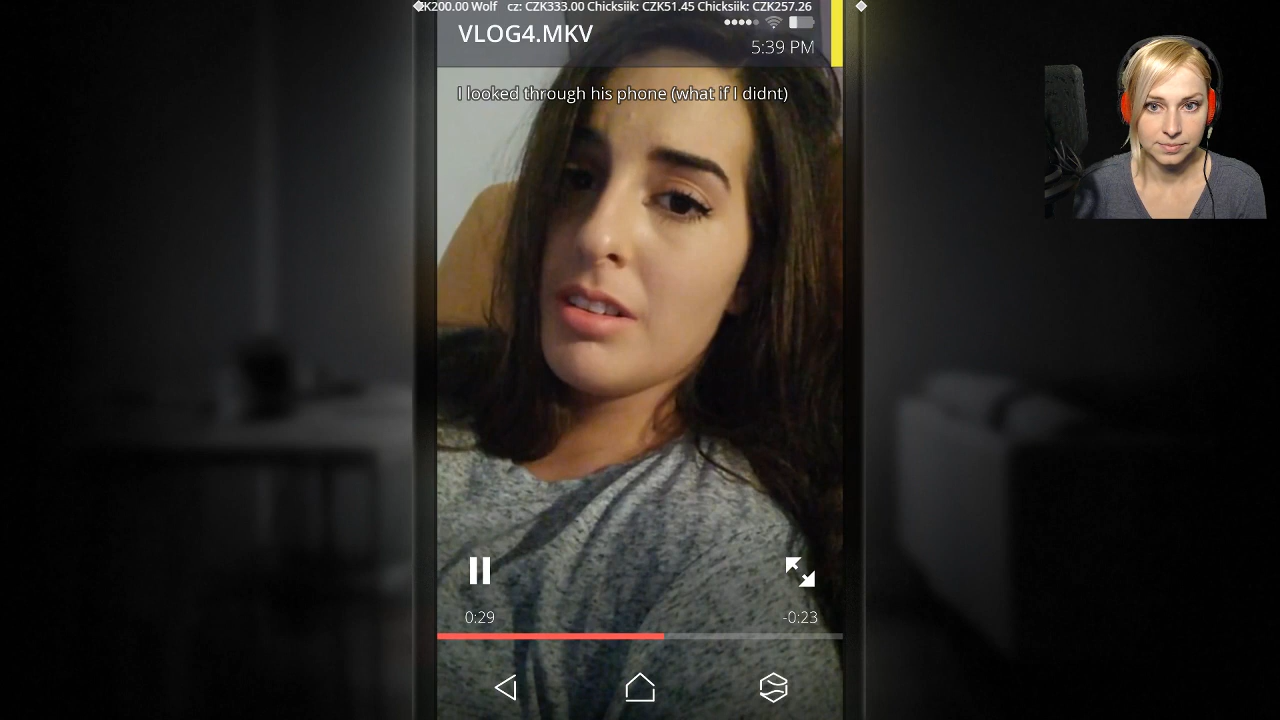 K200.00 Wolf cz: CZK333.00 Chicksiik: CZK51.45 Chicksiik: CZK257.26
VLOG4.MKV
5:39 PM
I looked through his phone (what if I didnt)
0:29
-0:23